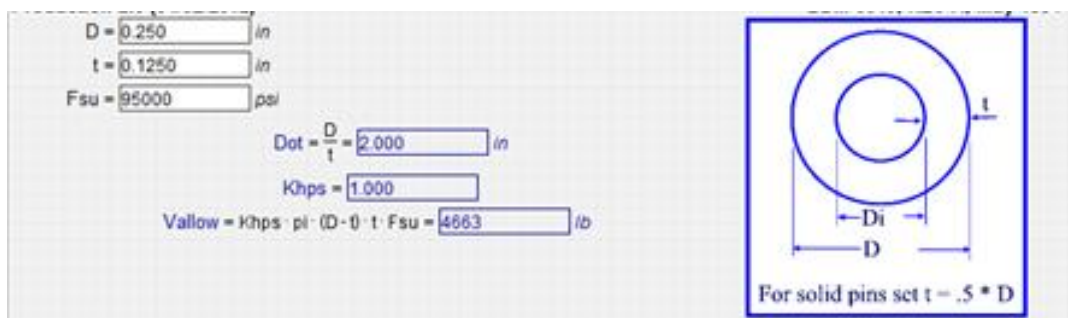 D = 0.250 in
t = 0.1250 in
Fsu = 95000 psi
Dot = D/t = 2.000 in
Khps = 1.000
Vallow = Khps · pi · (D - t) · t · Fsu = 4663 lb
t
Di
D
For solid pins set t = .5 * D